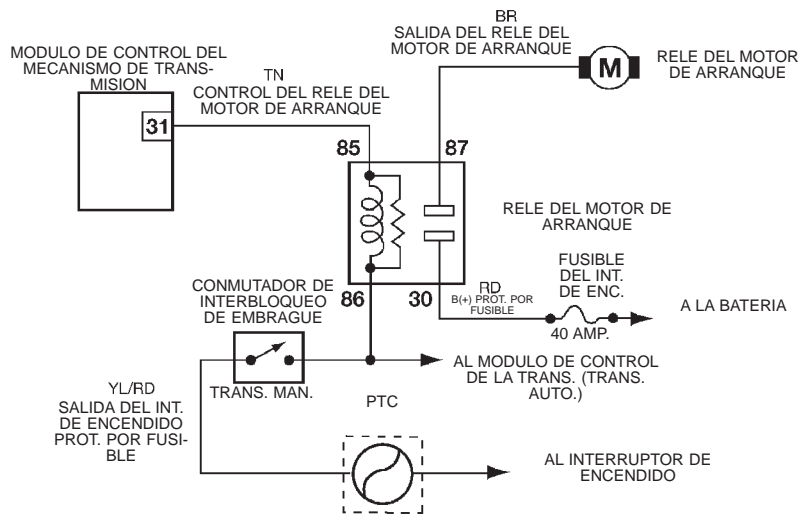 BR
SALIDA DEL RELE DEL
MOTOR DE ARRANQUE
M
RELE DEL MOTOR
DE ARRANQUE
MODULO DE CONTROL DEL
MECANISMO DE TRANS-
MISION
31
TN
CONTROL DEL RELE DEL
MOTOR DE ARRANQUE
85
87
RELE DEL MOTOR DE
ARRANQUE
86
30
RD
B(+) PROT. POR
FUSIBLE
FUSIBLE
DEL INT.
DE ENC.
40 AMP.
A LA BATERIA
CONMUTADOR DE
INTERBLOQUEO
DE EMBRAGUE
TRANS. MAN.
AL MODULO DE CONTROL
DE LA TRANS. (TRANS.
AUTO.)
YL/RD
SALIDA DEL INT.
DE ENCENDIDO
PROT. POR FUSI-
BLE
PTC
AL INTERRUPTOR DE
ENCENDIDO